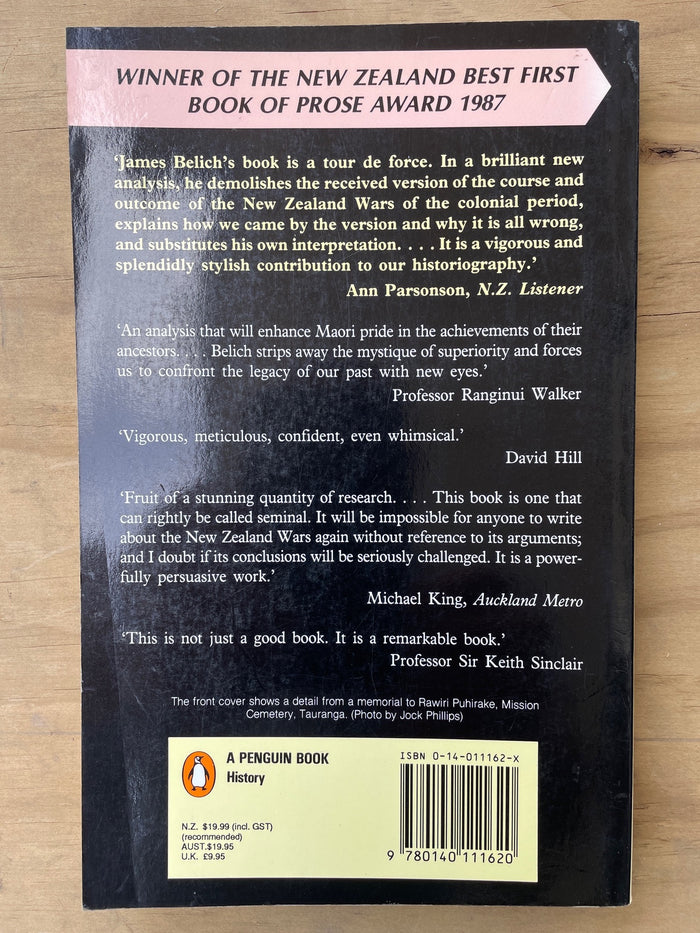 WINNER OF THE NEW ZEALAND BEST FIRST
BOOK OF PROSE AWARD 1987
‘James Belich’s book is a tour de force. In a brilliant new
analysis, he demolishes the received version of the course and
outcome of the New Zealand Wars of the colonial period,
explains how we came by the version and why it is all wrong,
and substitutes his own interpretation. . . . It is a vigorous and
splendidly stylish contribution to our historiography.’
Ann Parsonson, N.Z. Listener
‘An analysis that will enhance Maori pride in the achievements of their
ancestors. . . . Belich strips away the mystique of superiority and forces
us to confront the legacy of our past with new eyes.’
Professor Ranginui Walker
‘Vigorous, meticulous, confident, even whimsical.’
David Hill
‘Fruit of a stunning quantity of research. . . . This book is one that
can rightly be called seminal. It will be impossible for anyone to write
about the New Zealand Wars again without reference to its arguments;
and I doubt if its conclusions will be seriously challenged. It is a power-
fully persuasive work.’
Michael King, Auckland Metro
‘This is not just a good book. It is a remarkable book.’
Professor Sir Keith Sinclair
The front cover shows a detail from a memorial to Rawiri Puhirake, Mission
Cemetery, Tauranga. (Photo by Jock Phillips)
A PENGUIN BOOK
History
N.Z. $19.99 (incl. GST)
(recommended)
AUST.$19.95
U.K. £9.95
ISBN 0-14-011162-X
9 780140 111620